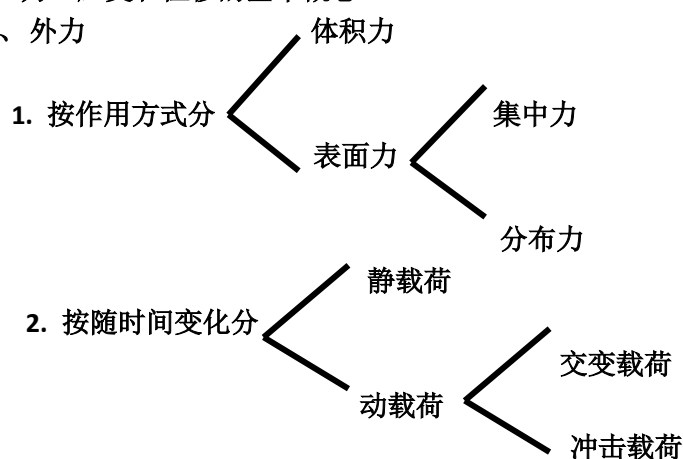 、外力
体积力
1. 按作用方式分
集中力
表面力
分布力
静载荷
2. 按随时间变化分
交变载荷
动载荷
冲击载荷